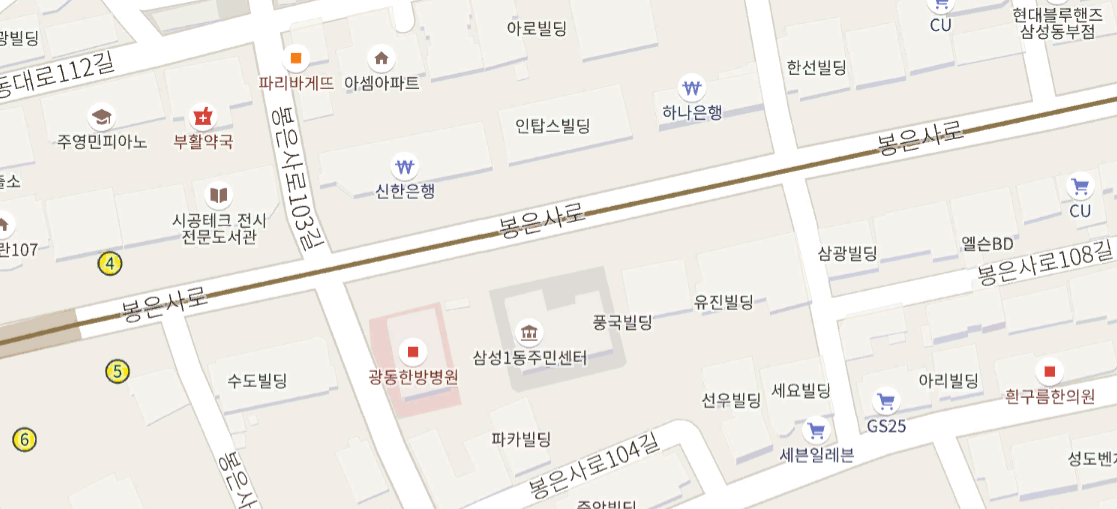 CU
현대블루핸즈
삼성동부점
광빌딩
아로빌딩
동대로112길
파리바게뜨
아셈아파트
한선빌딩
하나은행
주영민피아노
부활약국
봉은사로103길
인탑스빌딩
봉은사로
신한은행
시공테크 전시
전문도서관
봉은사로
CU
란107
4
삼광빌딩
엘슨BD
봉은사로108길
봉은사로
유진빌딩
풍국빌딩
삼성1동주민센터
5
수도빌딩
광동한방병원
선우빌딩
세요빌딩
아리빌딩
흰구름한의원
GS25
6
파카빌딩
세븐일레븐
봉은사로104길
봉은사
성도벤
중앙빌딩